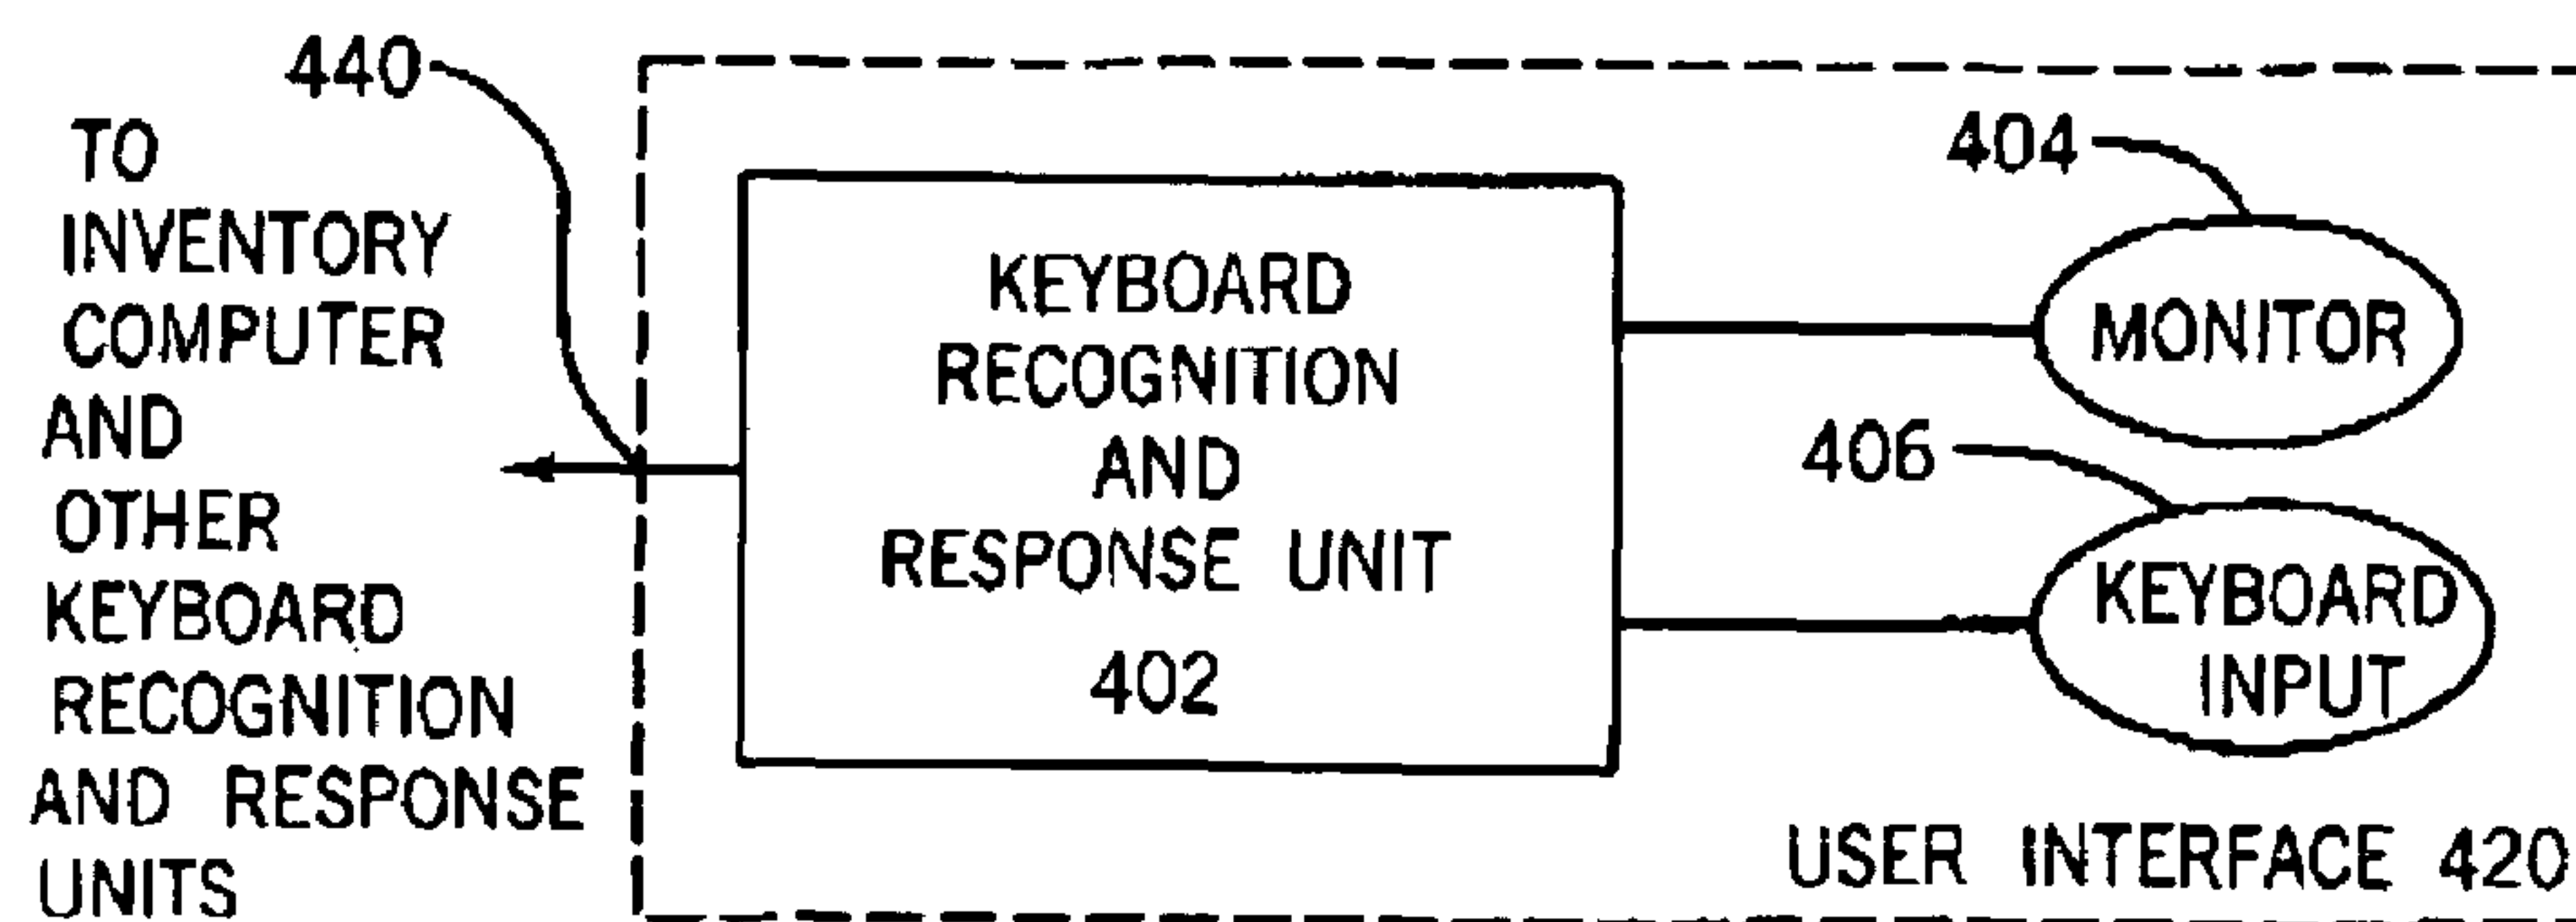 440
TO
INVENTORY
COMPUTER
AND
OTHER
KEYBOARD
RECOGNITION
AND RESPONSE
UNITS
KEYBOARD
RECOGNITION
AND
RESPONSE UNIT
402
404
MONITOR
406
KEYBOARD
INPUT
USER INTERFACE 420